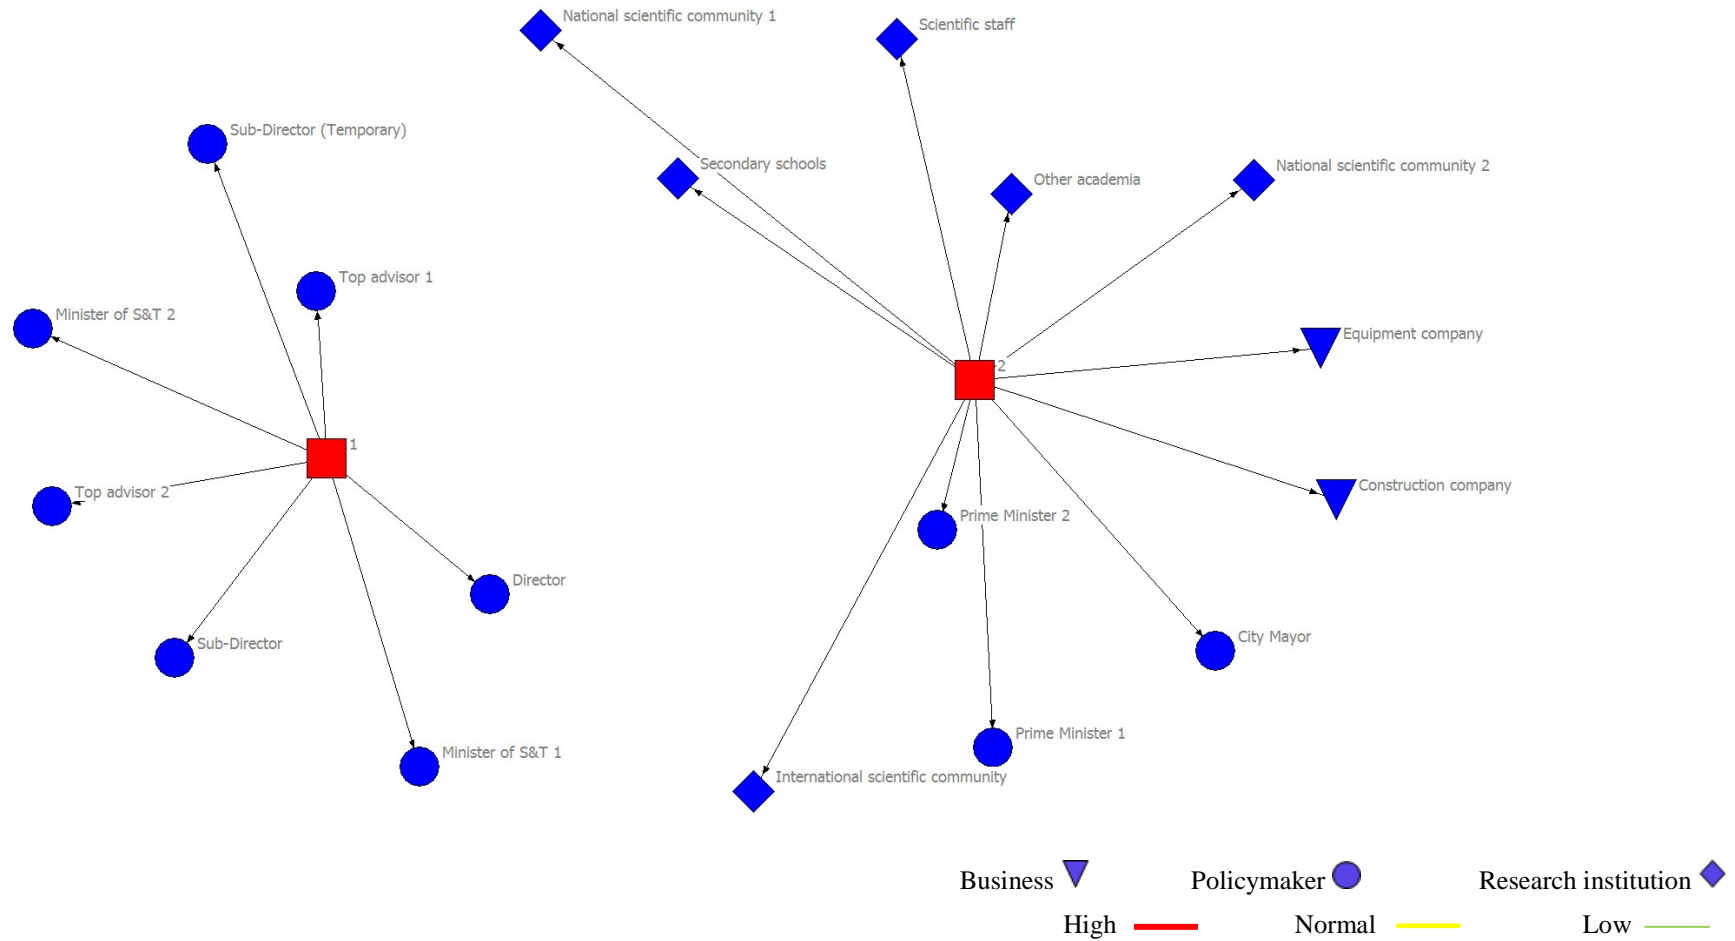 National scientific community 1
Scientific staff
Sub-Director (Temporary)
Secondary schools
Other academia
National scientific community 2
Top advisor 1
Minister of S&T 2
Equipment company
2
1
Top advisor 2
Construction company
Prime Minister 2
Director
City Mayor
Sub-Director
Prime Minister 1
Minister of S&T 1
International scientific community
Business Policymaker Research institution
High Normal Low